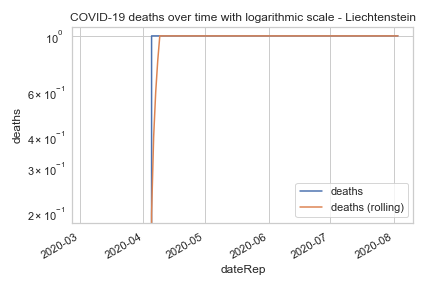 COVID-19 deaths over time with logarithmic scale - Liechtenstein
10⁰
6 × 10⁻¹
4 × 10⁻¹
3 × 10⁻¹
2 × 10⁻¹
deaths
deaths
deaths (rolling)
2020-03
2020-04
2020-05
2020-06
2020-07
2020-08
dateRep